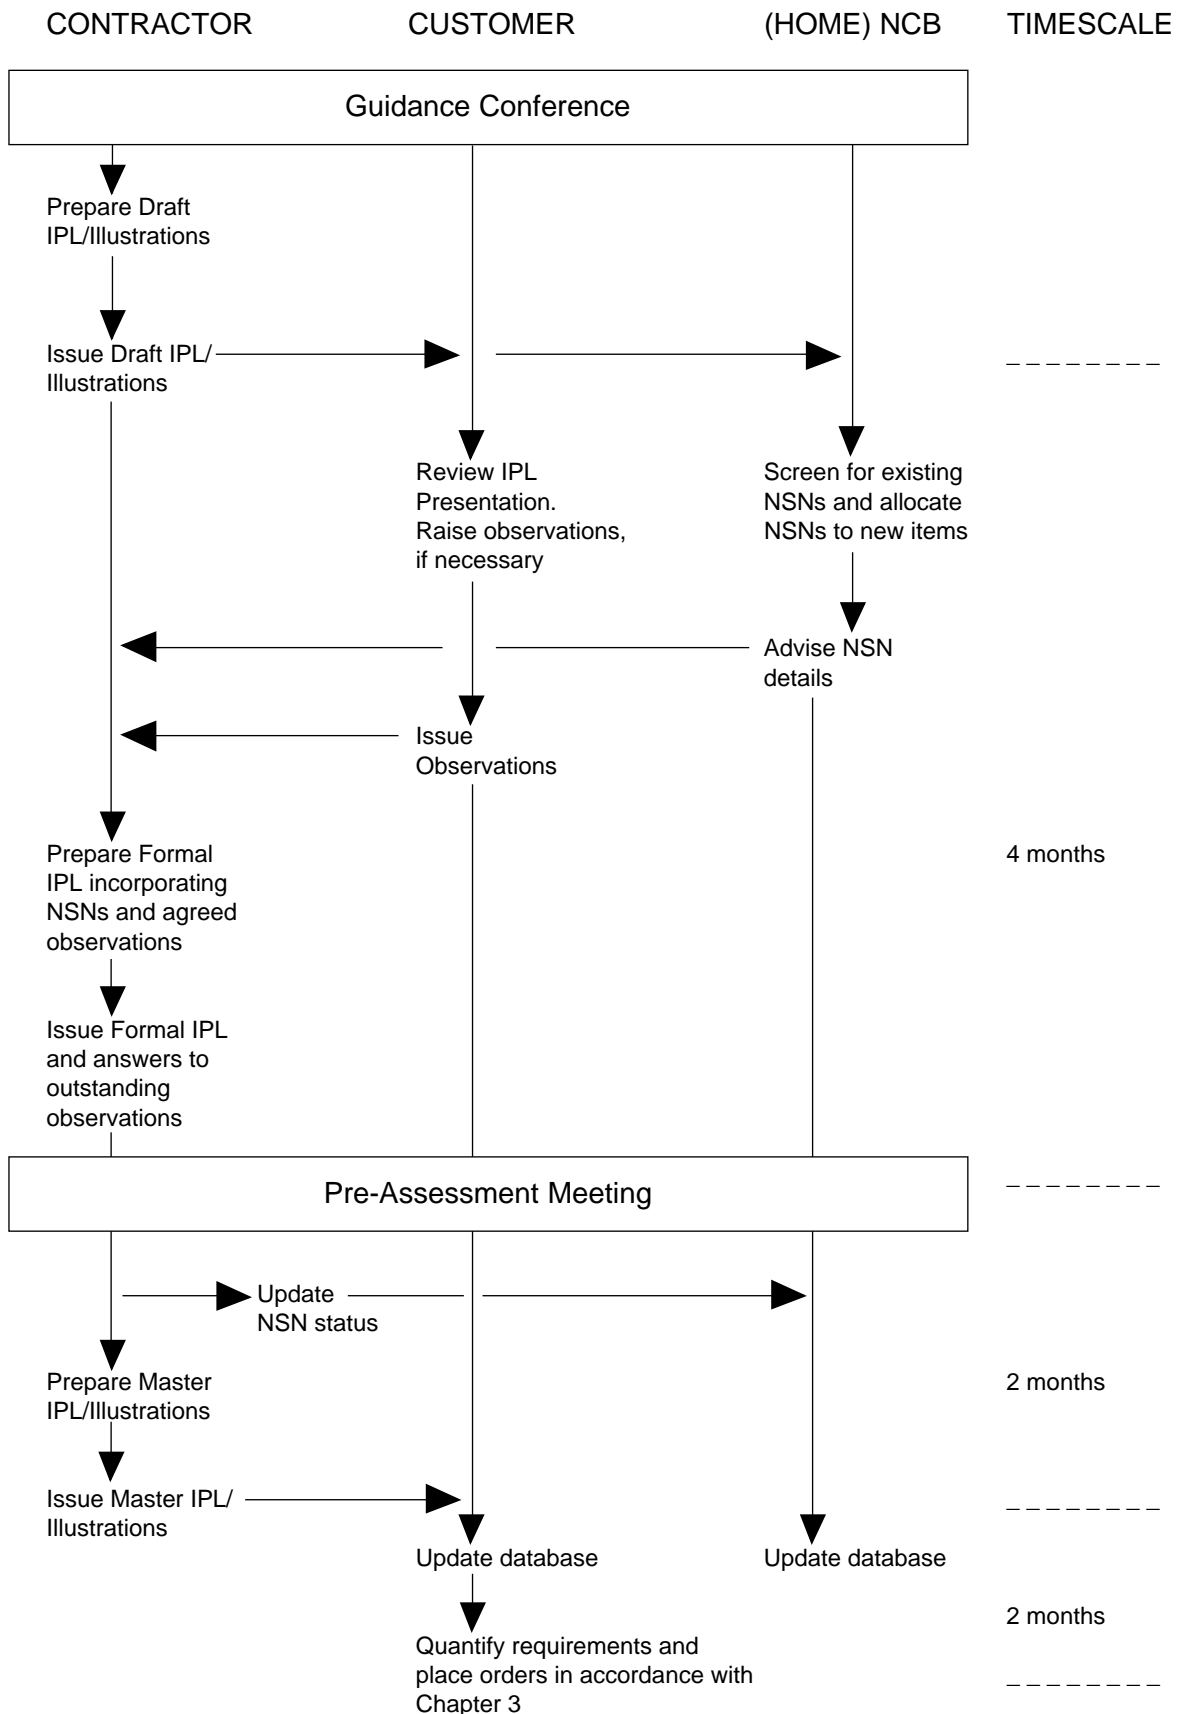 CONTRACTOR CUSTOMER (HOME) NCB TIMESCALE
Guidance Conference
Prepare Draft
IPL/Illustrations
Issue Draft IPL/
Illustrations
Review IPL
Presentation.
Raise observations,
if necessary
Screen for existing
NSNs and allocate
NSNs to new items
Advise NSN
details
Issue
Observations
Prepare Formal
IPL incorporating
NSNs and agreed
observations
4 months
Issue Formal IPL
and answers to
outstanding
observations
Pre-Assessment Meeting
Update
NSN status
Prepare Master
IPL/Illustrations
2 months
Issue Master IPL/
Illustrations
Update database
Update database
2 months
Quantify requirements and
place orders in accordance with
Chapter 3